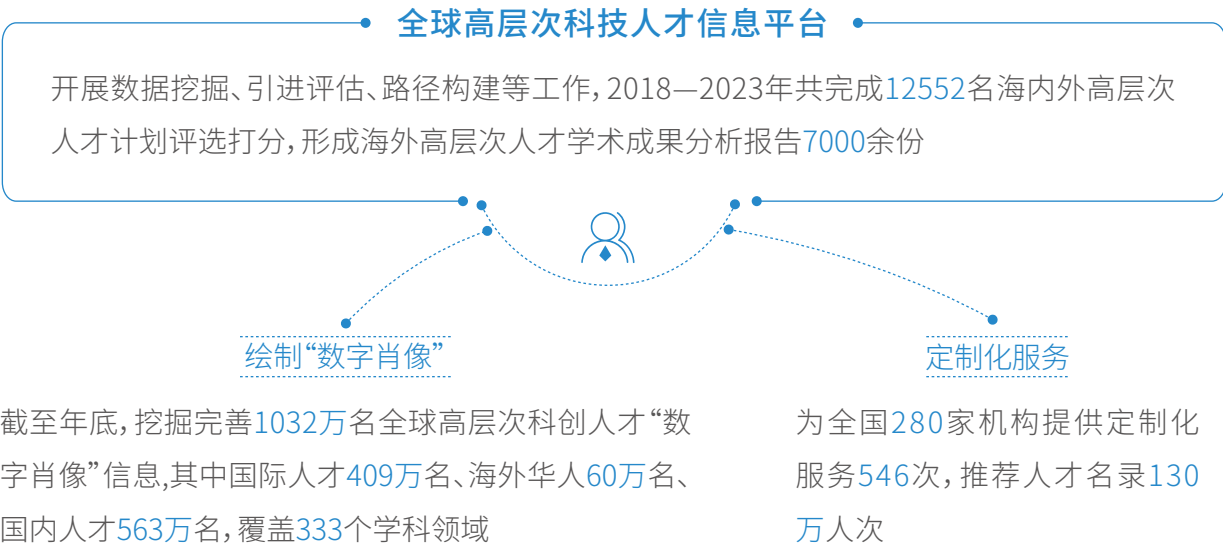 全球高层次科技人才信息平台
开展数据挖掘、引进评估、路径构建等工作，2018—2023年共完成12552名海内外高层次
人才计划评选打分，形成海外高层次人才学术成果分析报告7000余份
绘制“数字肖像”
截至年底，挖掘完善1032万名全球高层次科创人才“数
字肖像”信息,其中国际人才409万名、海外华人60万名、
国内人才563万名，覆盖333个学科领域
定制化服务
为全国280家机构提供定制化
服务546次，推荐人才名录130
万人次